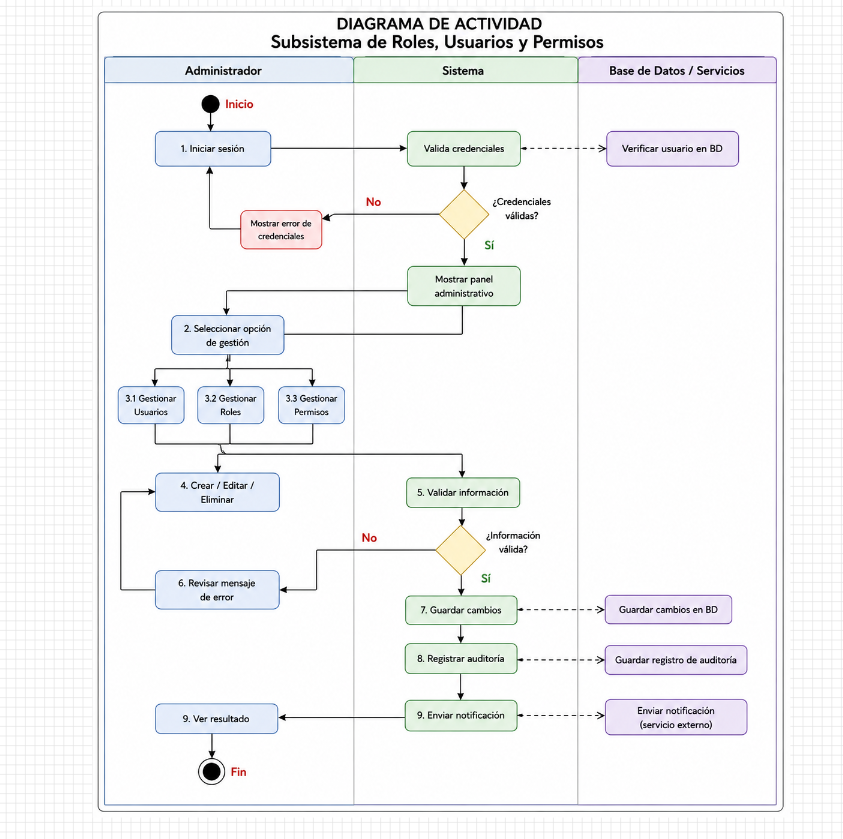 DIAGRAMA DE ACTIVIDAD
Subsistema de Roles, Usuarios y Permisos
Administrador
Sistema
Base de Datos / Servicios
Inicio
1. Iniciar sesión
Valida credenciales
Verificar usuario en BD
No
¿Credenciales
válidas?
Mostrar error de
credenciales
Sí
Mostrar panel
administrativo
2. Seleccionar opción
de gestión
3.1 Gestionar
Usuarios
3.2 Gestionar
Roles
3.3 Gestionar
Permisos
4. Crear / Editar /
Eliminar
5. Validar información
No
¿Información
válida?
Sí
6. Revisar mensaje
de error
7. Guardar cambios
Guardar cambios en BD
8. Registrar auditoría
Guardar registro de auditoría
9. Ver resultado
9. Enviar notificación
Enviar notificación
(servicio externo)
Fin